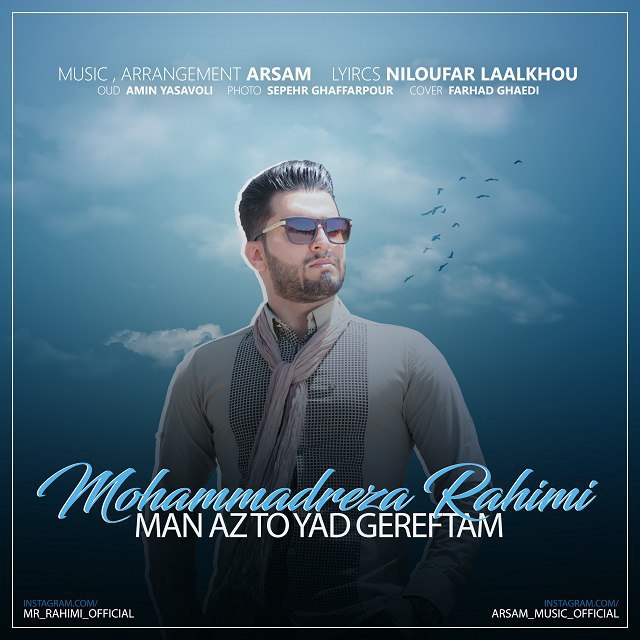 MUSIC , ARRANGEMENT ARSAM LYIRCS NILOUFAR LAALKHOU
OUD AMIN YASAVOLI PHOTO SEPEHR GHAFFARPOUR COVER FARHAD GHAEDI
Mohammadreza Rahimi
MAN AZ TO YAD GEREFTAM
INSTAGRAM.COM/
MR_RAHIMI_OFFICIAL
INSTAGRAM.COM/
ARSAM_MUSIC_OFFICIAL